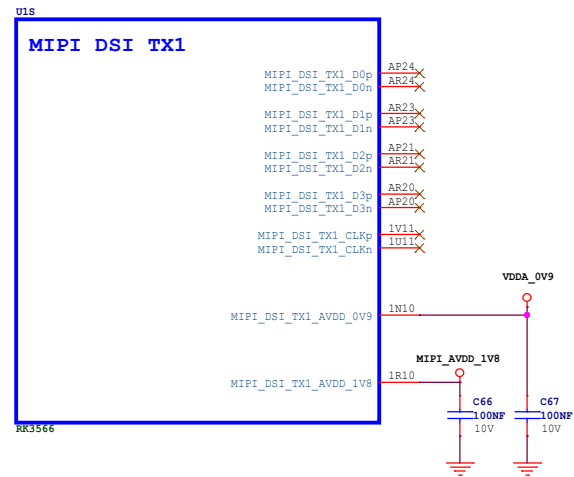 U1S
MIPI DSI TX1
MIPI_DSI_TX1_D0p AP24
MIPI_DSI_TX1_D0n AR24
MIPI_DSI_TX1_D1p AR23
MIPI_DSI_TX1_D1n AP23
MIPI_DSI_TX1_D2p AP21
MIPI_DSI_TX1_D2n AR21
MIPI_DSI_TX1_D3p AR20
MIPI_DSI_TX1_D3n AP20
MIPI_DSI_TX1_CLKp 1V11
MIPI_DSI_TX1_CLKn 1U11
VDDA_0V9
MIPI_DSI_TX1_AVDD_0V9 1N10
MIPI_AVDD_1V8
MIPI_DSI_TX1_AVDD_1V8 1R10
C66
100NF
10V
C67
100NF
10V
RK3566